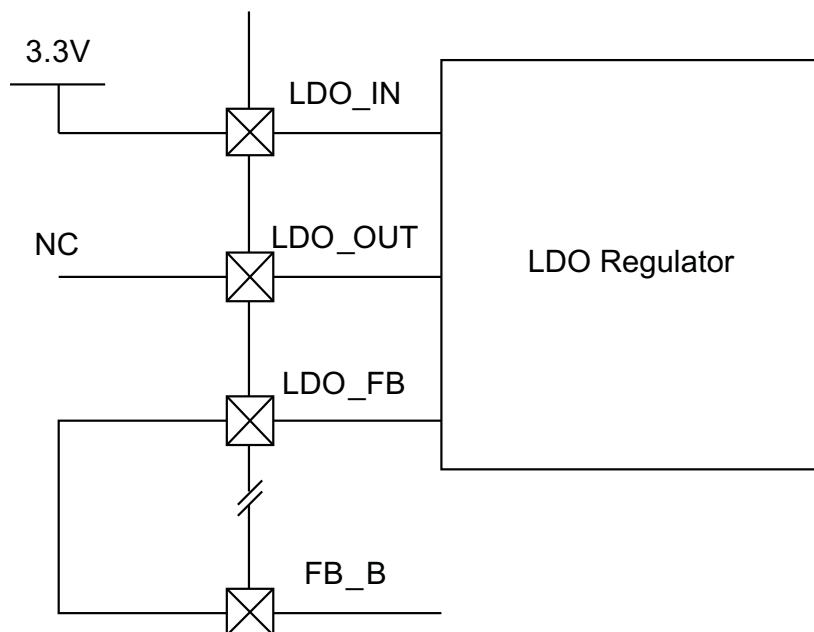 3.3V
LDO_IN
NC
LDO_OUT
LDO Regulator
LDO_FB
FB_B